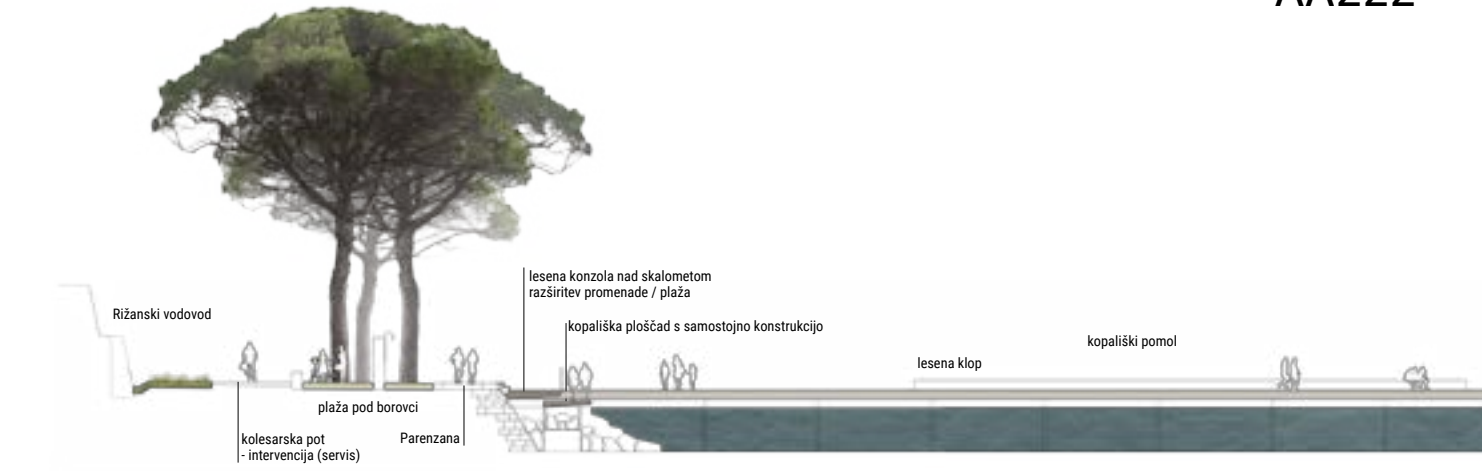 AA222
Rižanski vodovod
lesena konzola nad skalometom
razširitev promenade / plaža
kopališka ploščad s samostojno konstrukcijo
kopališki pomol
lesena klop
plaža pod borovci
kolesarska pot
- intervencija (servis)
Parenzana